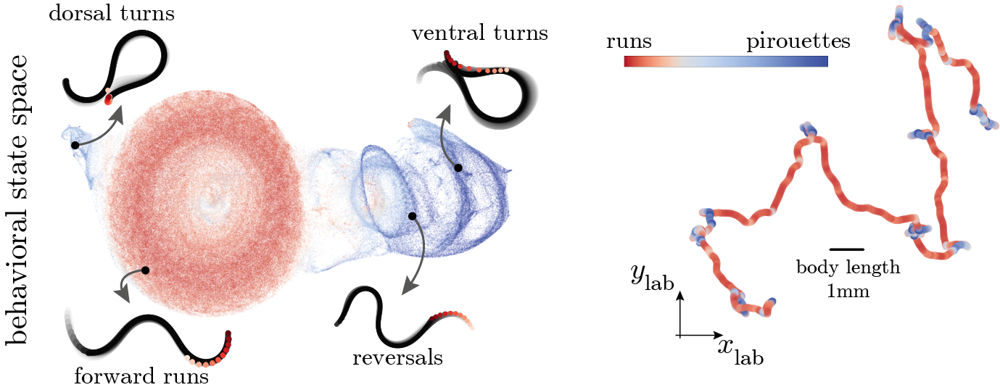 behavioral state space
dorsal turns
ventral turns
forward runs
reversals
runs
pirouettes
body length
1mm
y_lab
x_lab